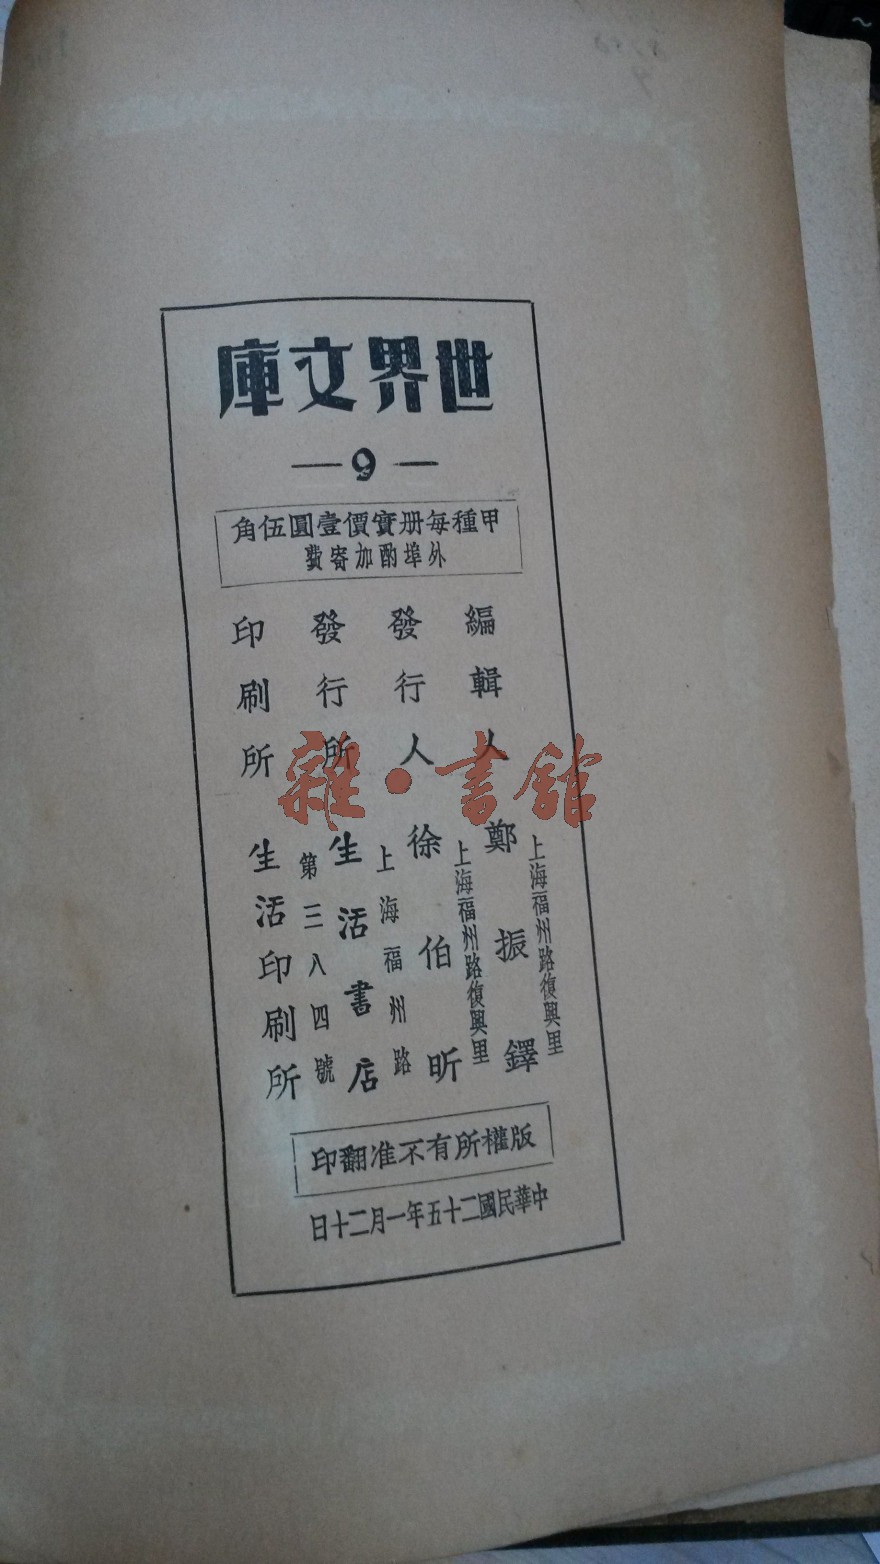 世界文庫
—9—
甲種每册實價壹圓伍角
外埠酌加寄費
編輯人 鄭振鐸
上海福州路復興里
發行人 徐伯昕
上海福州路復興里
發行所 生活書店
上海福州路
第三八四號
印刷所 生活印刷所
版權所有不准翻印
中華民國二十五年一月二十日
雜·書館